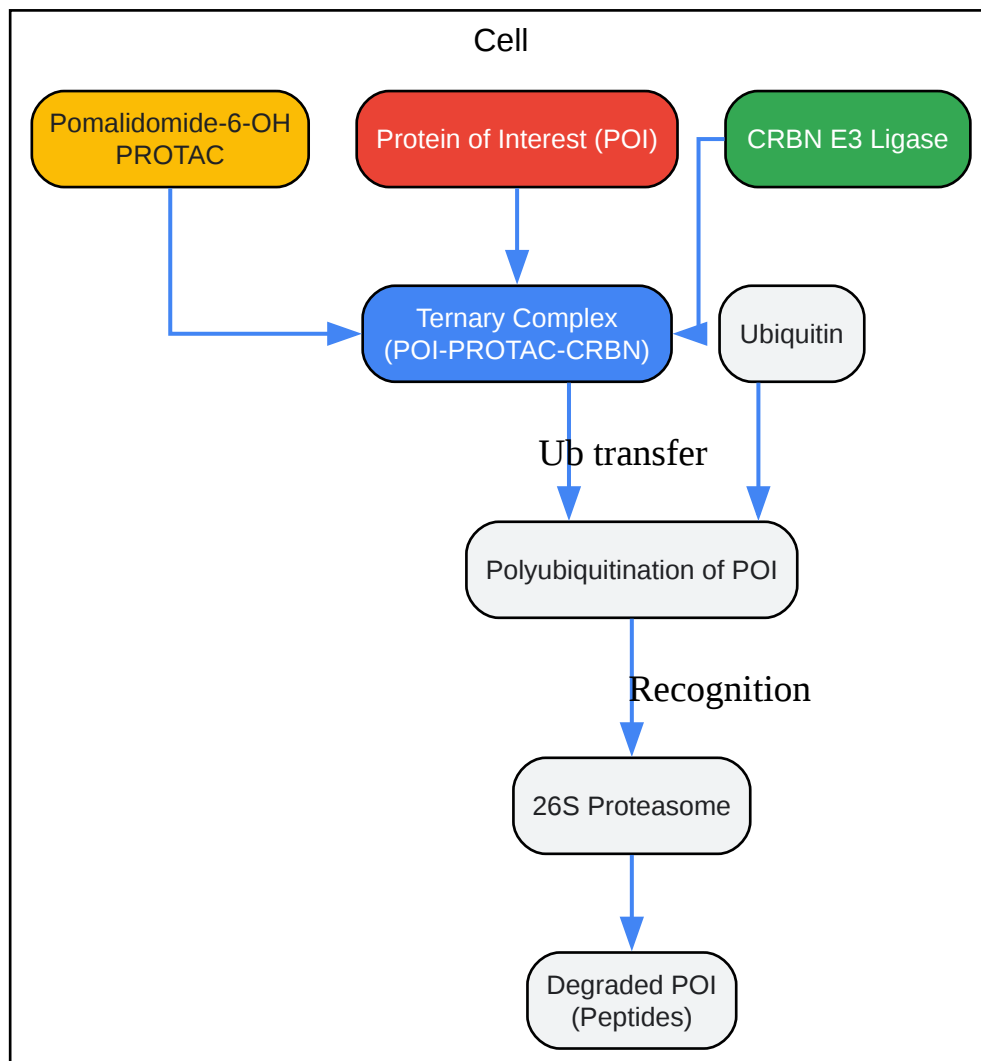 Cell
Pomalidomide-6-OH
PROTAC
Protein of Interest (POI)
CRBN E3 Ligase
Ternary Complex
(POI-PROTAC-CRBN)
Ubiquitin
Ub transfer
Polyubiquitination of POI
Recognition
26S Proteasome
Degraded POI
(Peptides)